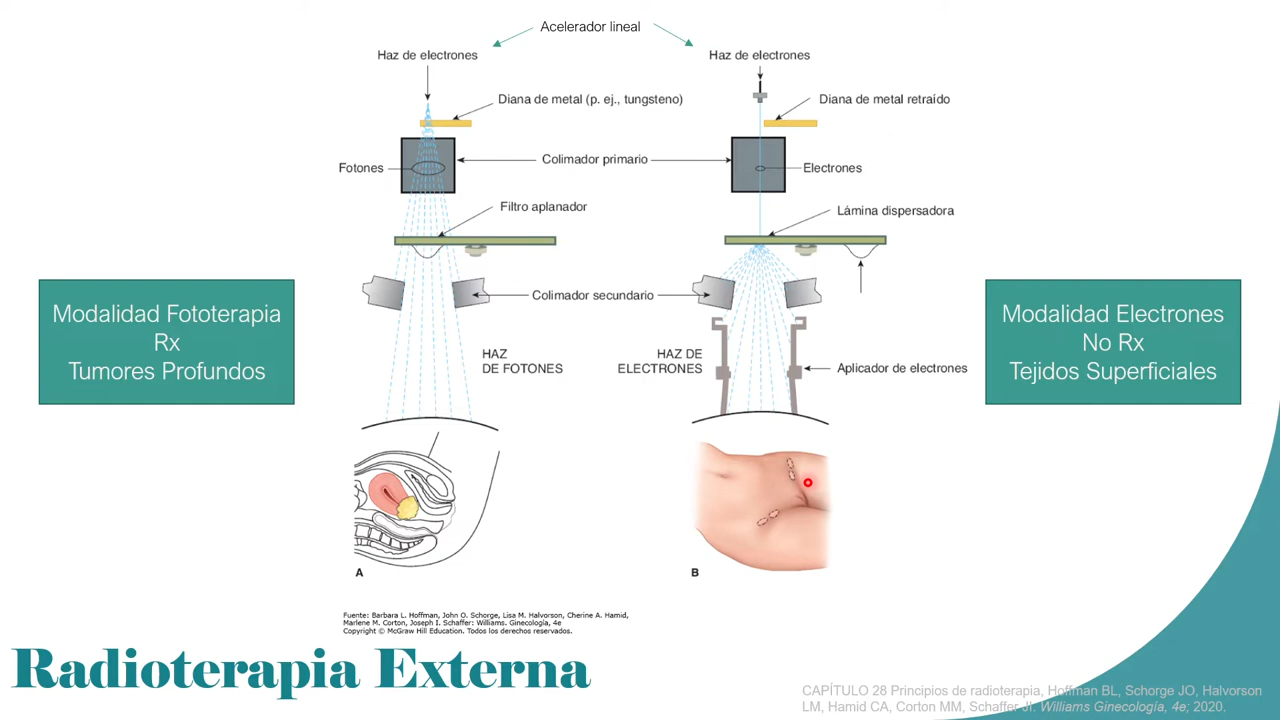 Acelerador lineal
Haz de electrones
Haz de electrones
Diana de metal (p. ej., tungsteno)
Diana de metal retraído
Fotones
Colimador primario
Electrones
Filtro aplanador
Lámina dispersadora
Colimador secundario
Modalidad Fototerapia
Rx
Tumores Profundos
Modalidad Electrones
No Rx
Tejidos Superficiales
HAZ
DE FOTONES
HAZ DE
ELECTRONES
Aplicador de electrones
A
B
Fuente: Barbara L. Hoffman, John O. Schorge, Lisa M. Halvorson, Cherine A. Hamid,
Marlene M. Corton, Joseph I. Schaffer: Williams. Ginecología, 4e
Copyright © McGraw Hill Education. Todos los derechos reservados.
Radioterapia Externa
CAPÍTULO 28 Principios de radioterapia, Hoffman BL, Schorge JO, Halvorson
LM, Hamid CA, Corton MM, Schaffer JI. Williams Ginecología, 4e; 2020.